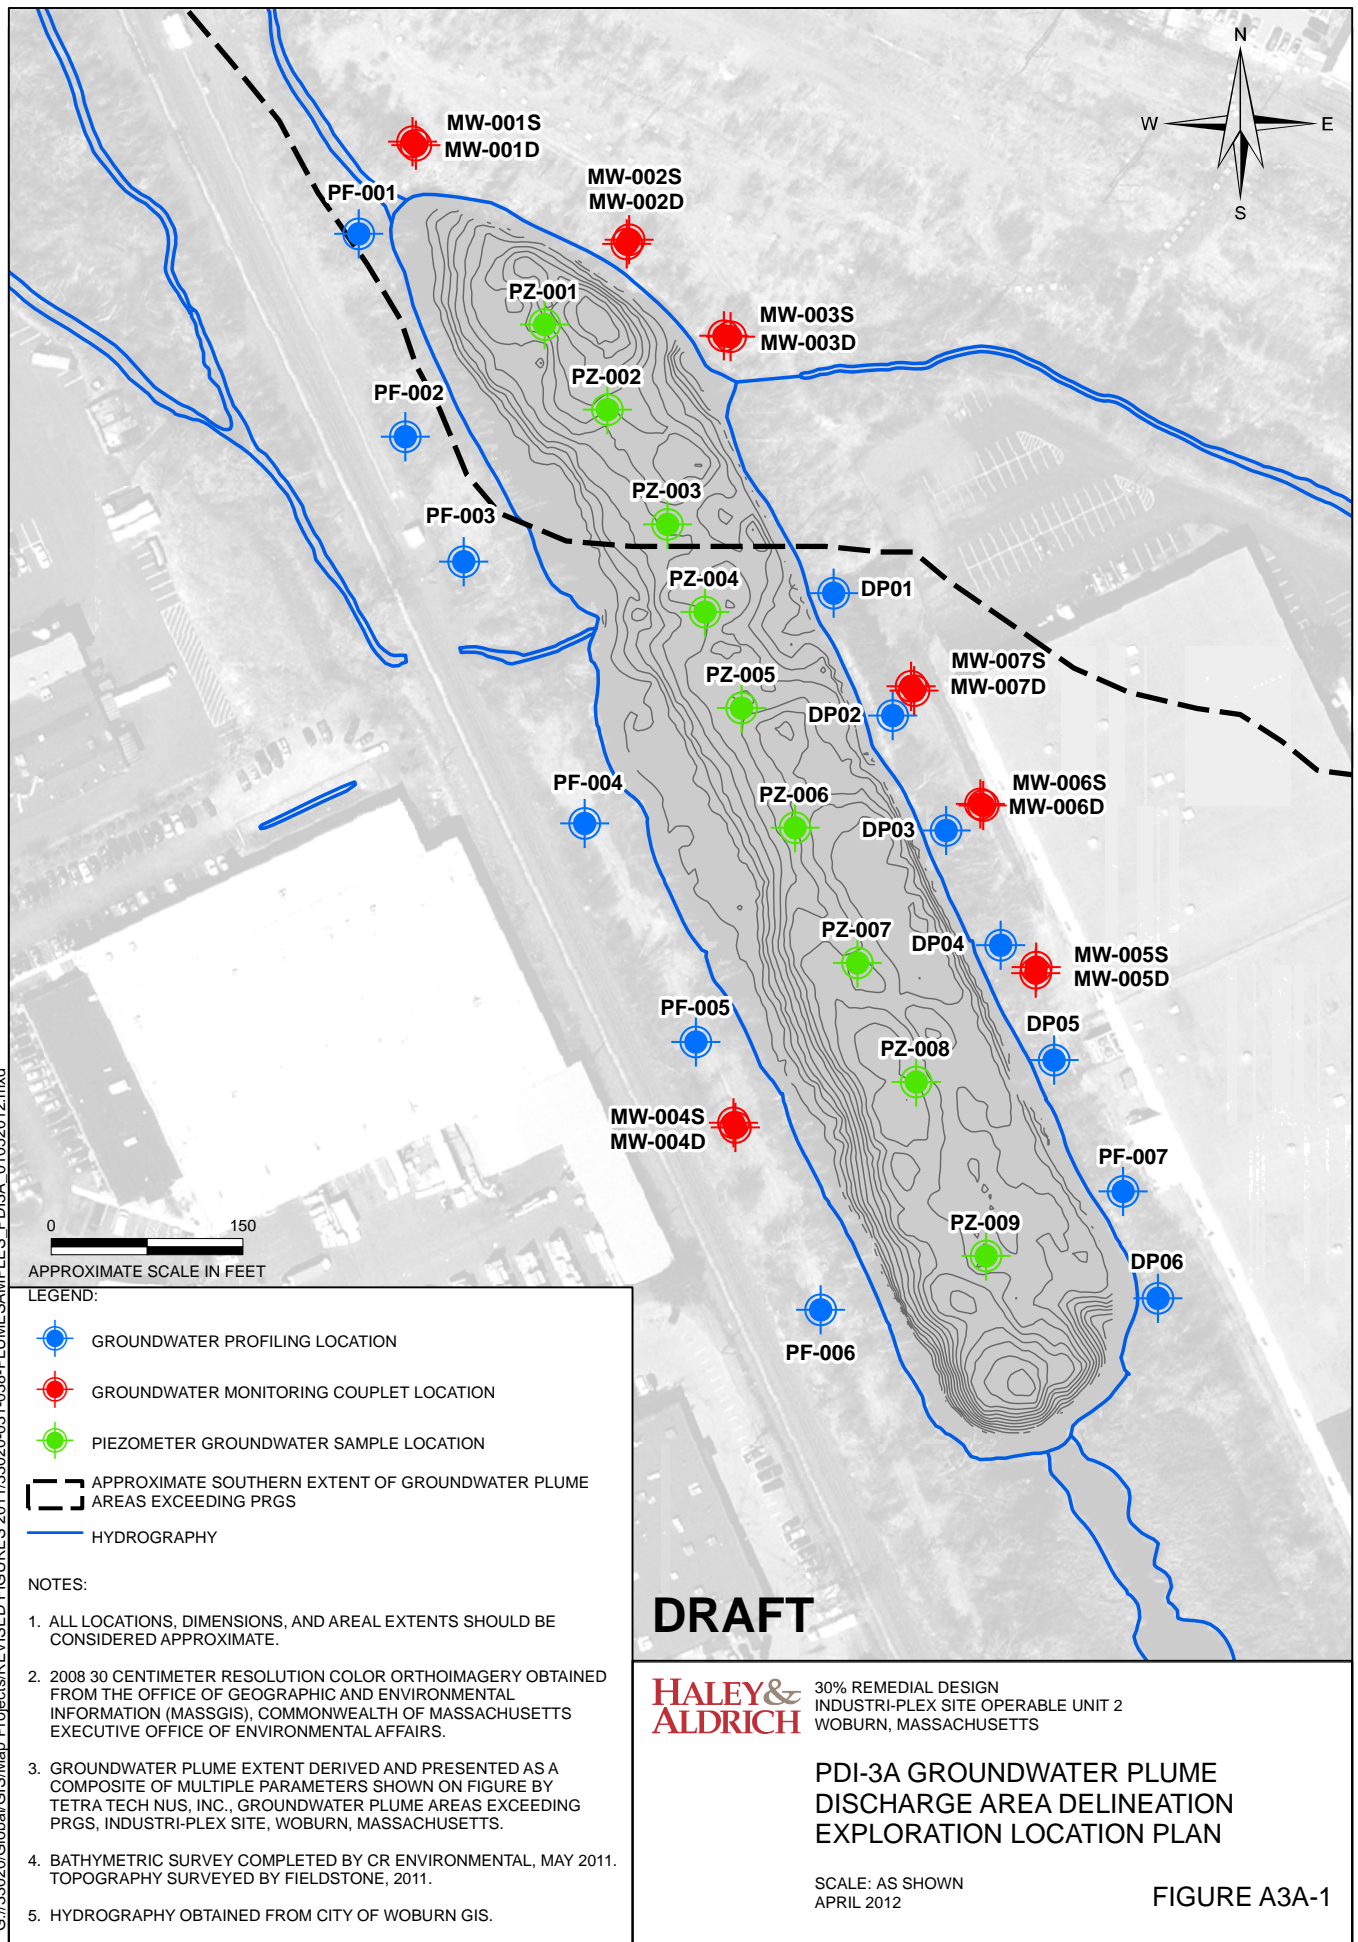 N
W
E
S
MW-001S
MW-001D
PF-001
MW-002S
MW-002D
PZ-001
MW-003S
MW-003D
PZ-002
PF-002
PZ-003
PF-003
PZ-004
DP01
MW-007S
MW-007D
PZ-005
DP02
PF-004
PZ-006
MW-006S
MW-006D
DP03
PZ-007
DP04
MW-005S
MW-005D
PF-005
DP05
PZ-008
MW-004S
MW-004D
PF-007
PZ-009
DP06
PF-006
0 150
APPROXIMATE SCALE IN FEET
LEGEND:
GROUNDWATER PROFILING LOCATION
GROUNDWATER MONITORING COUPLET LOCATION
PIEZOMETER GROUNDWATER SAMPLE LOCATION
APPROXIMATE SOUTHERN EXTENT OF GROUNDWATER PLUME
AREAS EXCEEDING PRGS
HYDROGRAPHY
NOTES:
1. ALL LOCATIONS, DIMENSIONS, AND AREAL EXTENTS SHOULD BE
CONSIDERED APPROXIMATE.
2. 2008 30 CENTIMETER RESOLUTION COLOR ORTHOIMAGERY OBTAINED
FROM THE OFFICE OF GEOGRAPHIC AND ENVIRONMENTAL
INFORMATION (MASSGIS), COMMONWEALTH OF MASSACHUSETTS
EXECUTIVE OFFICE OF ENVIRONMENTAL AFFAIRS.
3. GROUNDWATER PLUME EXTENT DERIVED AND PRESENTED AS A
COMPOSITE OF MULTIPLE PARAMETERS SHOWN ON FIGURE BY
TETRA TECH NUS, INC., GROUNDWATER PLUME AREAS EXCEEDING
PRGS, INDUSTRI-PLEX SITE, WOBURN, MASSACHUSETTS.
4. BATHYMETRIC SURVEY COMPLETED BY CR ENVIRONMENTAL, MAY 2011.
TOPOGRAPHY SURVEYED BY FIELDSTONE, 2011.
5. HYDROGRAPHY OBTAINED FROM CITY OF WOBURN GIS.
DRAFT
HALEY &
ALDRICH
30% REMEDIAL DESIGN
INDUSTRI-PLEX SITE OPERABLE UNIT 2
WOBURN, MASSACHUSETTS
PDI-3A GROUNDWATER PLUME
DISCHARGE AREA DELINEATION
EXPLORATION LOCATION PLAN
SCALE: AS SHOWN
APRIL 2012
FIGURE A3A-1